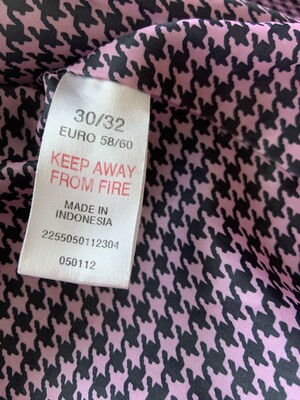 30/32
EURO 58/60
KEEP AWAY
FROM FIRE
MADE IN
INDONESIA
2255050112304
050112